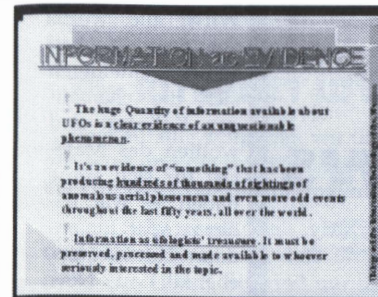 INFORMATION as EVIDENCE
The huge Quantity of information available about
UFOs is a clear evidence of an unquestionable
phenomenon.
It's an evidence of "something" that has been
producing hundreds of thousands of sightings of
anomalous aerial phenomena and even more odd events
throughout the last fifty years, all over the world.
Information as ufologists' treasure. It must be
preserved, processed and made available to whoever
seriously interested in the topic.